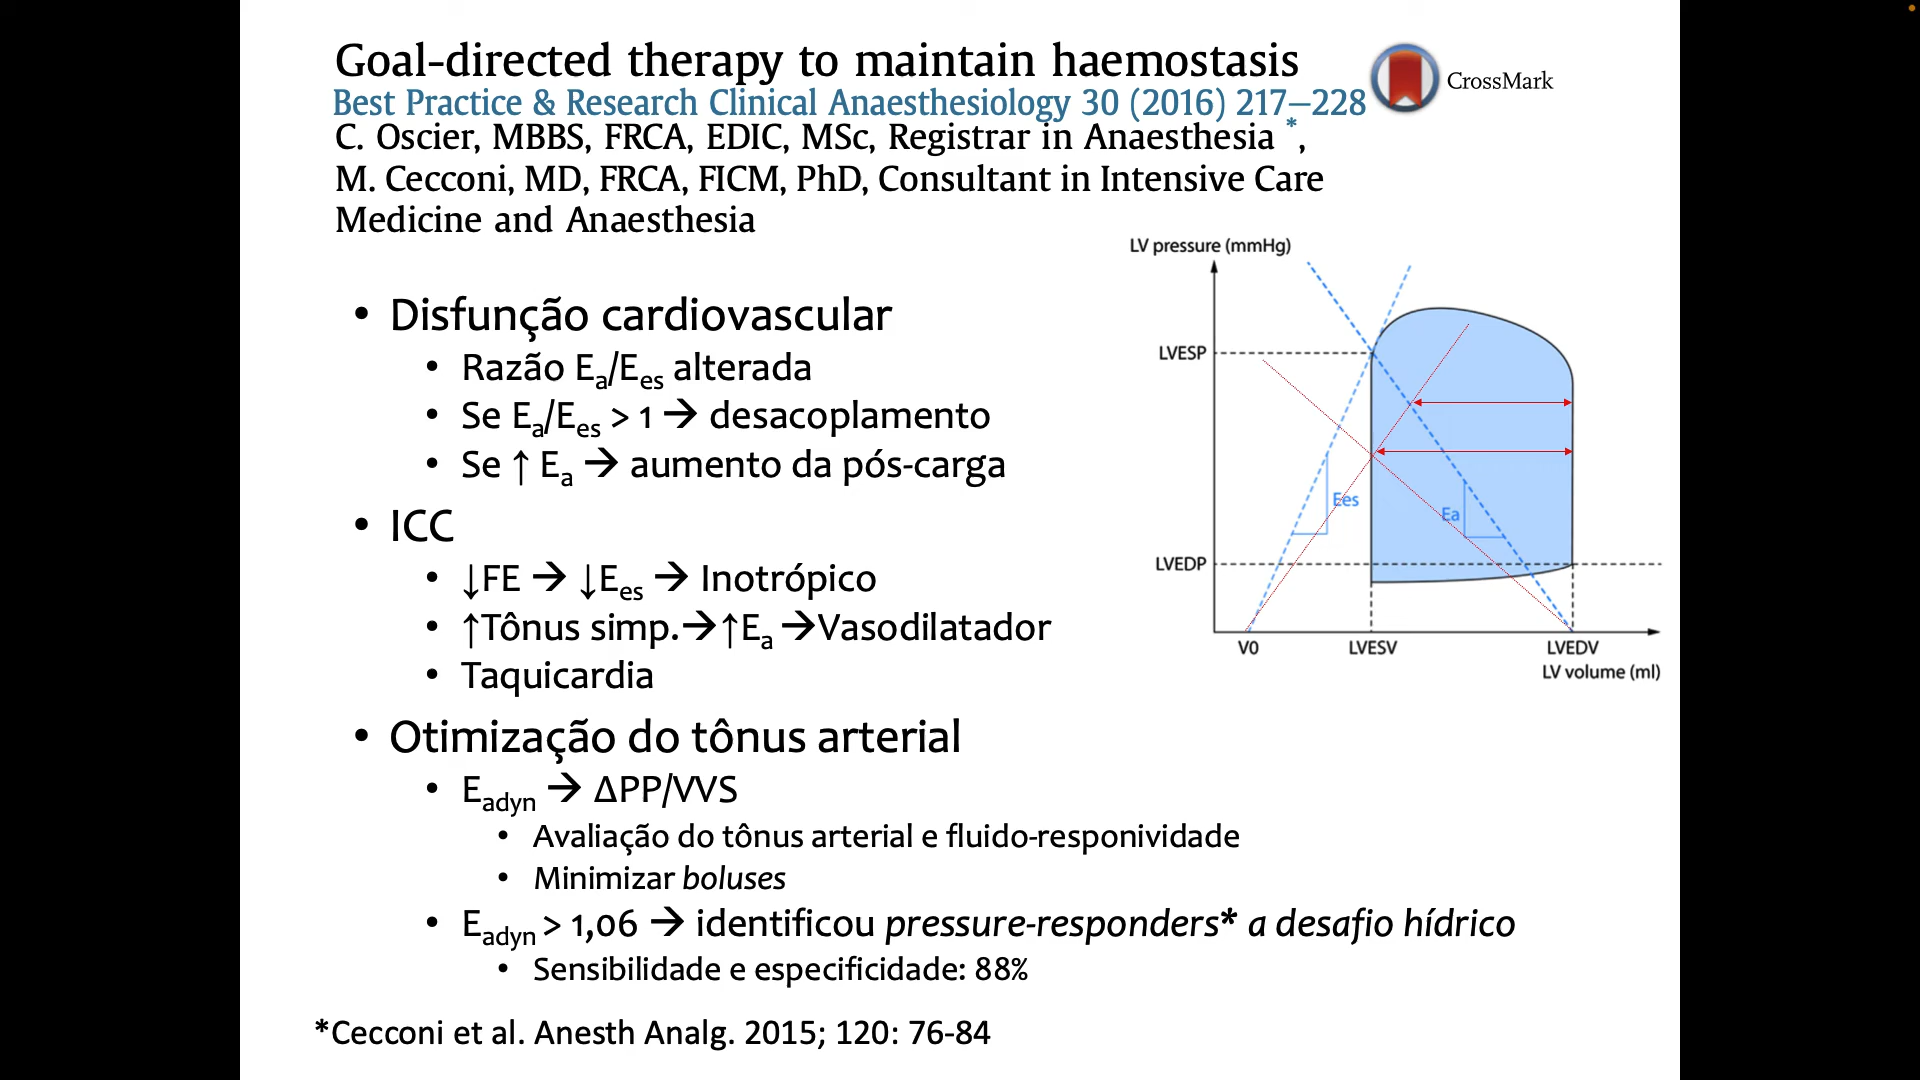 Goal-directed therapy to maintain haemostasis
CrossMark
Best Practice & Research Clinical Anaesthesiology 30 (2016) 217–228
C. Oscier, MBBS, FRCA, EDIC, MSc, Registrar in Anaesthesia *,
M. Cecconi, MD, FRCA, FICM, PhD, Consultant in Intensive Care
Medicine and Anaesthesia
• Disfunção cardiovascular
• Razão Ea/Ees alterada
• Se Ea/Ees > 1 → desacoplamento
• Se ↑ Ea → aumento da pós-carga
• ICC
• ↓FE → ↓Ees → Inotrópico
• ↑Tônus simp.→↑Ea →Vasodilatador
• Taquicardia
• Otimização do tônus arterial
• Eadyn → ΔPP/VVS
• Avaliação do tônus arterial e fluido-responividade
• Minimizar boluses
• Eadyn > 1,06 → identificou pressure-responders* a desafio hídrico
• Sensibilidade e especificidade: 88%
*Cecconi et al. Anesth Analg. 2015; 120: 76-84
LV pressure (mmHg)
LVESP
Ees
Ea
LVEDP
V0
LVESV
LVEDV
LV volume (ml)